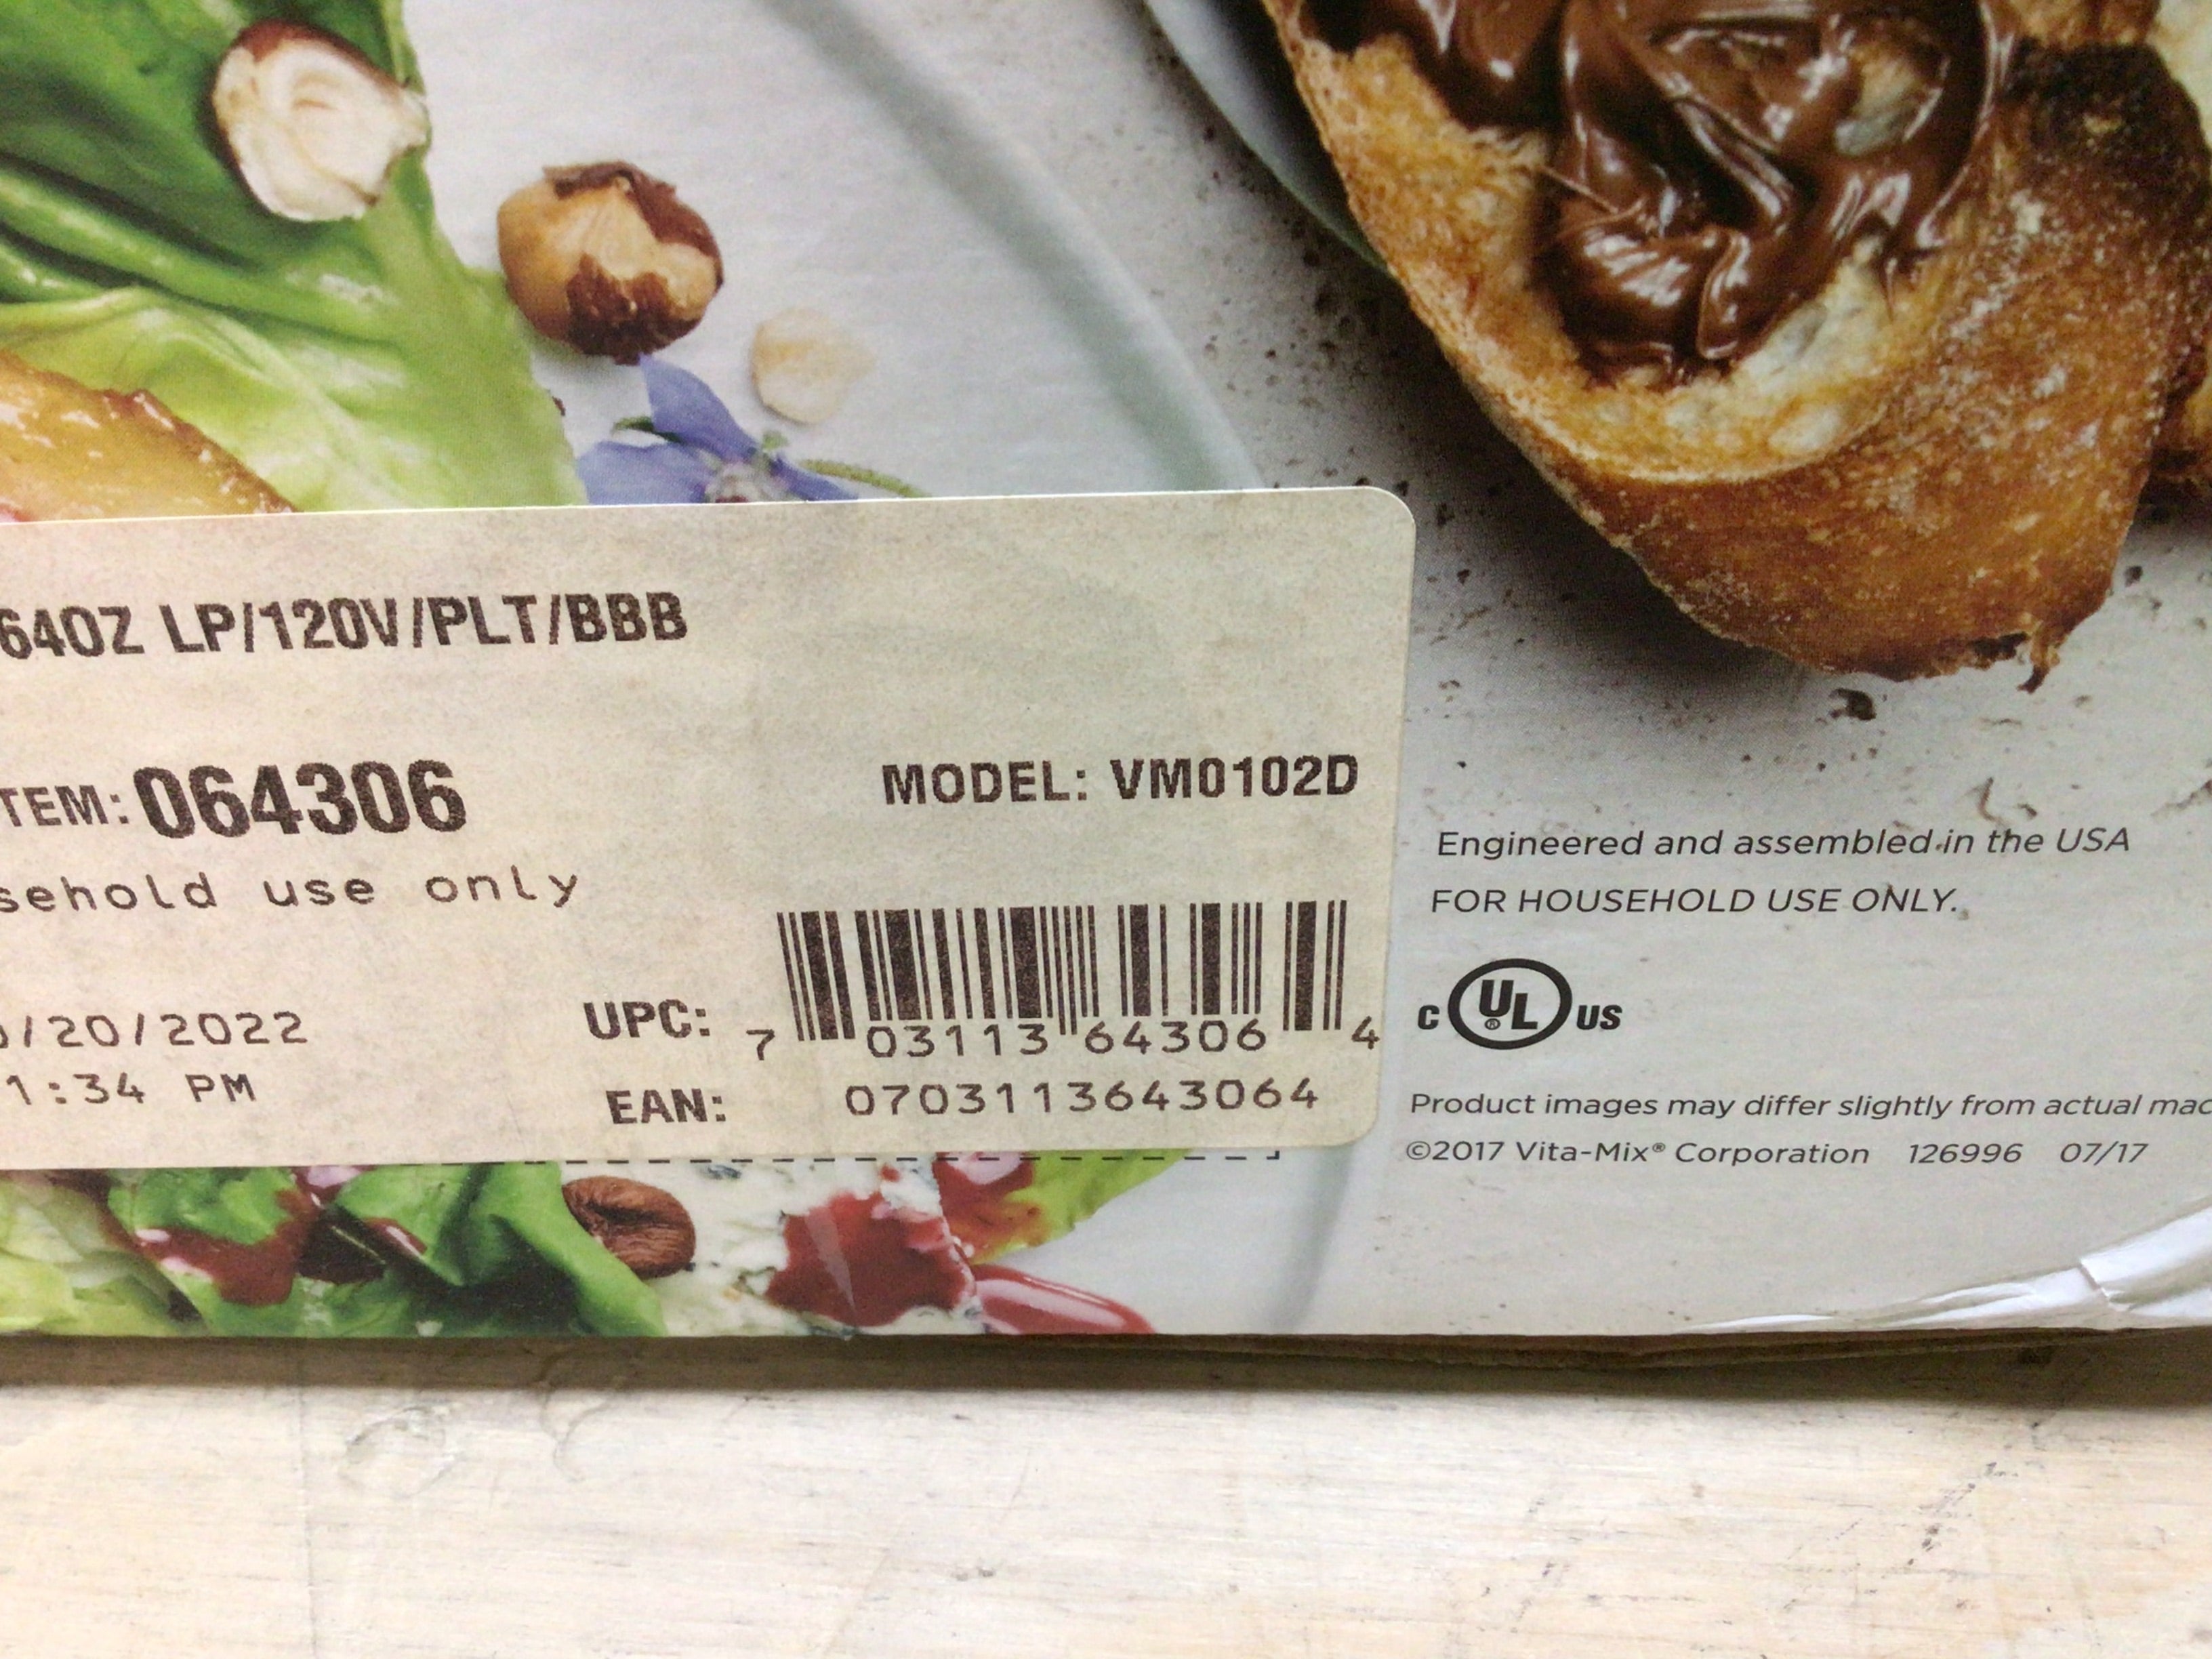 64OZ LP/120V/PLT/BBB
TEM: 064306
MODEL: VM0102D
sehold use only
/20/2022
1:34 PM
UPC:
7 03113 64306 4
EAN: 0703113643064
Engineered and assembled in the USA
FOR HOUSEHOLD USE ONLY.
C UL® US
Product images may differ slightly from actual mac
©2017 Vita-Mix® Corporation 126996 07/17